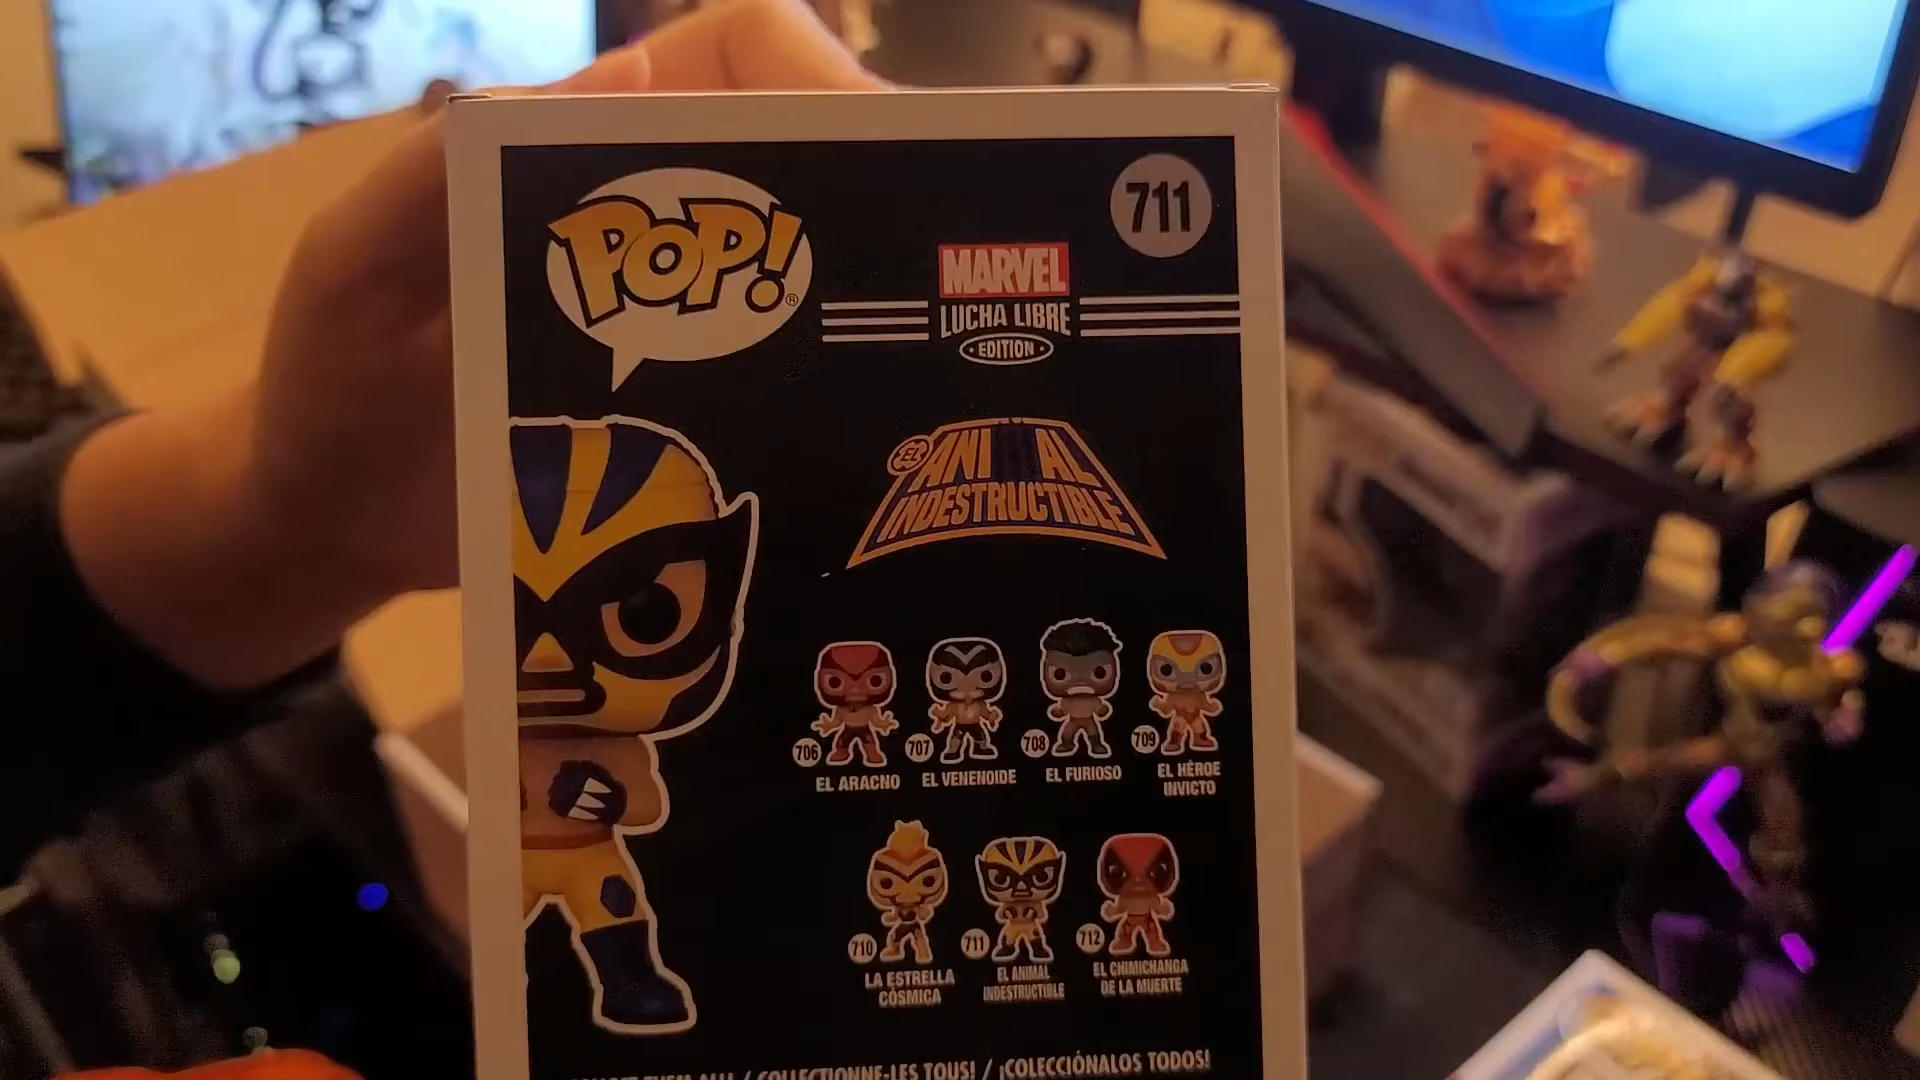 POP!
711
MARVEL
LUCHA LIBRE
• EDITION •
EL ANIMAL
INDESTRUCTIBLE
706 707 708 709
EL ARACNO EL VENENOIDE EL FURIOSO EL HÉROE
INVICTO
710 711 712
LA ESTRELLA
CÓSMICA
EL ANIMAL
INDESTRUCTIBLE
EL CHIMICHANGA
DE LA MUERTE
THEM ALL! / COLLECTIONNE-LES TOUS! / ¡COLECCIÓNALOS TODOS!